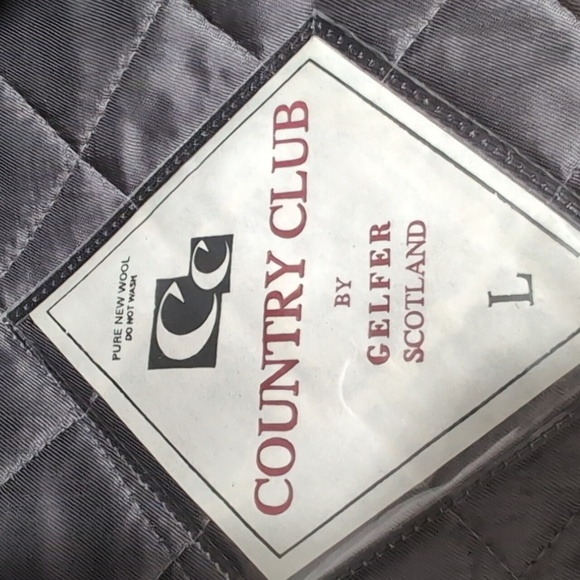 PURE NEW WOOL
DO NOT WASH
Cc
COUNTRY CLUB
BY
GELFER
SCOTLAND
L